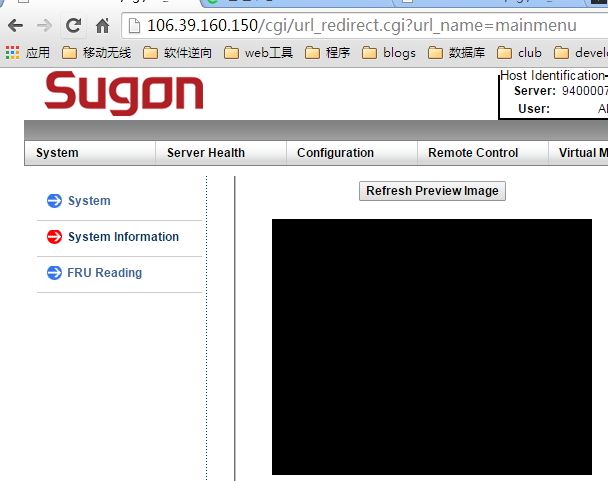 106.39.160.150/cgi/url_redirect.cgi?url_name=mainmenu
应用 移动无线 软件逆向 web工具 程序 blogs 数据库 club
Sugon
Host Identification
Server: 9400007
User:
System Server Health Configuration Remote Control Virtual
System
System Information
FRU Reading
Refresh Preview Image